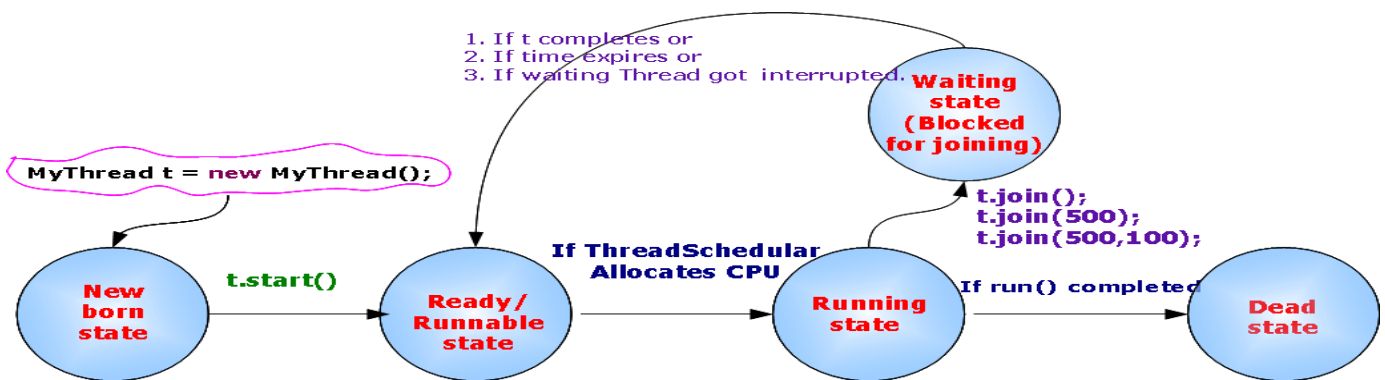 1. If t completes or
2. If time expires or
3. If waiting Thread got interrupted.
Waiting
state
(Blocked
for joining)
MyThread t = new MyThread();
t.join();
t.join(500);
t.join(500,100);
New
born
state
t.start()
Ready/
Runnable
state
If ThreadSchedular
Allocates CPU
Running
state
If run() completed
Dead
state